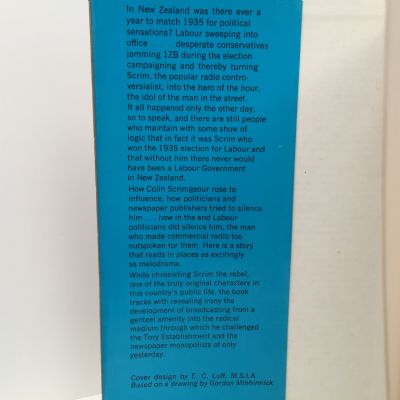 In New Zealand was there ever a
year to match 1935 for political
sensations? Labour sweeping into
office . . . desperate conservatives
jamming 1ZB during the election
campaigning and thereby turning
Scrim, the popular radio contro-
versialist, into the hero of the hour,
the idol of the man in the street.
It all happened only the other day,
so to speak, and there are still people
who maintain with some show of
logic that in fact it was Scrim who
won the 1935 election for Labour and
that without him there never would
have been a Labour Government
in New Zealand.
How Colin Scrimgeour rose to
influence, how politicians and
newspaper publishers tried to silence
him . . . how in the end Labour
politicians did silence him, the man
who made commercial radio too
outspoken for them. Here is a story
that reads in places as excitingly
as melodrama.
While chronicling Scrim the rebel,
one of the truly original characters in
this country's public life, the book
traces with revealing irony the
development of broadcasting from a
genteel amenity into the radical
medium through which he challenged
the Tory Establishment and the
newspaper monopolists of only
yesterday.
Cover design by E. C. Luff, M.S.I.A.
Based on a drawing by Gordon Minhinnick